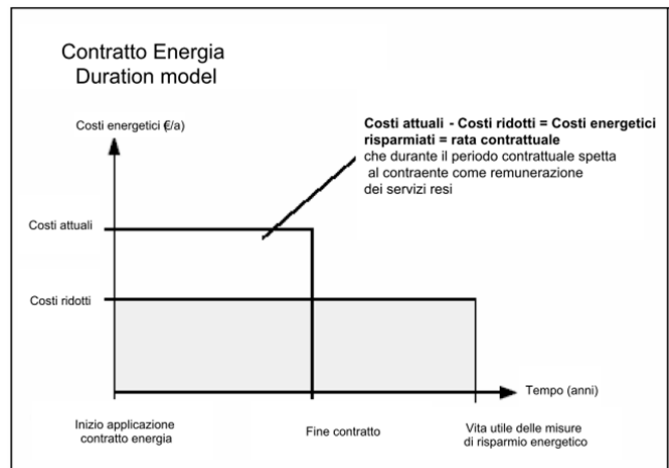 Contratto Energia
Duration model
Costi energetici €/a)
Costi attuali - Costi ridotti = Costi energetici
risparmiati = rata contrattuale
che durante il periodo contrattuale spetta
al contraente come remunerazione
dei servizi resi
Costi attuali
Costi ridotti
Tempo (anni)
Inizio applicazione
contratto energia
Fine contratto
Vita utile delle misure
di risparmio energetico